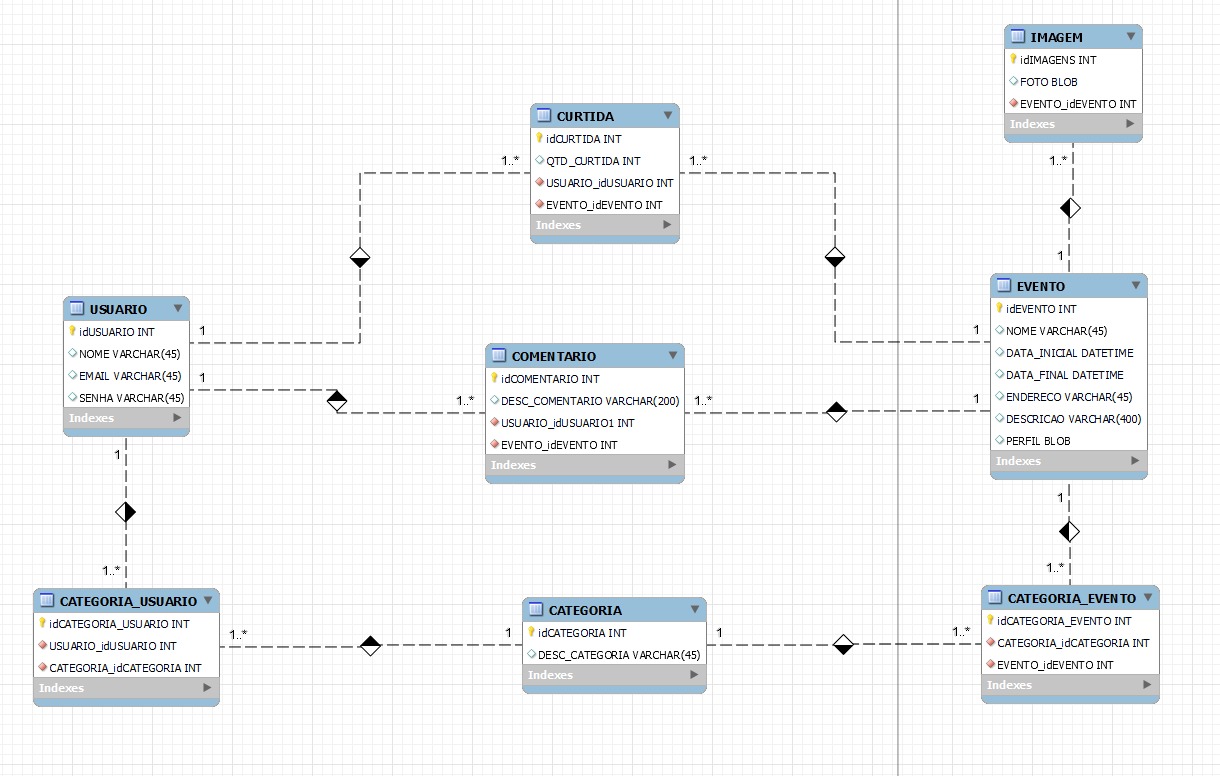 IMAGEM
idIMAGENS INT
FOTO BLOB
EVENTO_idEVENTO INT
Indexes
1..*
1
CURTIDA
idCURTIDA INT
QTD_CURTIDA INT
USUARIO_idUSUARIO INT
EVENTO_idEVENTO INT
Indexes
1..*
1..*
USUARIO
idUSUARIO INT
NOME VARCHAR(45)
EMAIL VARCHAR(45)
SENHA VARCHAR(45)
Indexes
1
1
1
COMENTARIO
idCOMENTARIO INT
DESC_COMENTARIO VARCHAR(200)
USUARIO_idUSUARIO1 INT
EVENTO_idEVENTO INT
Indexes
1..*
1..*
EVENTO
idEVENTO INT
NOME VARCHAR(45)
DATA_INICIAL DATETIME
DATA_FINAL DATETIME
ENDERECO VARCHAR(45)
DESCRICAO VARCHAR(400)
PERFIL BLOB
Indexes
1
1
1
1..*
CATEGORIA_USUARIO
idCATEGORIA_USUARIO INT
USUARIO_idUSUARIO INT
CATEGORIA_idCATEGORIA INT
Indexes
1..*
1
CATEGORIA
idCATEGORIA INT
DESC_CATEGORIA VARCHAR(45)
Indexes
1
1..*
1..*
CATEGORIA_EVENTO
idCATEGORIA_EVENTO INT
CATEGORIA_idCATEGORIA INT
EVENTO_idEVENTO INT
Indexes